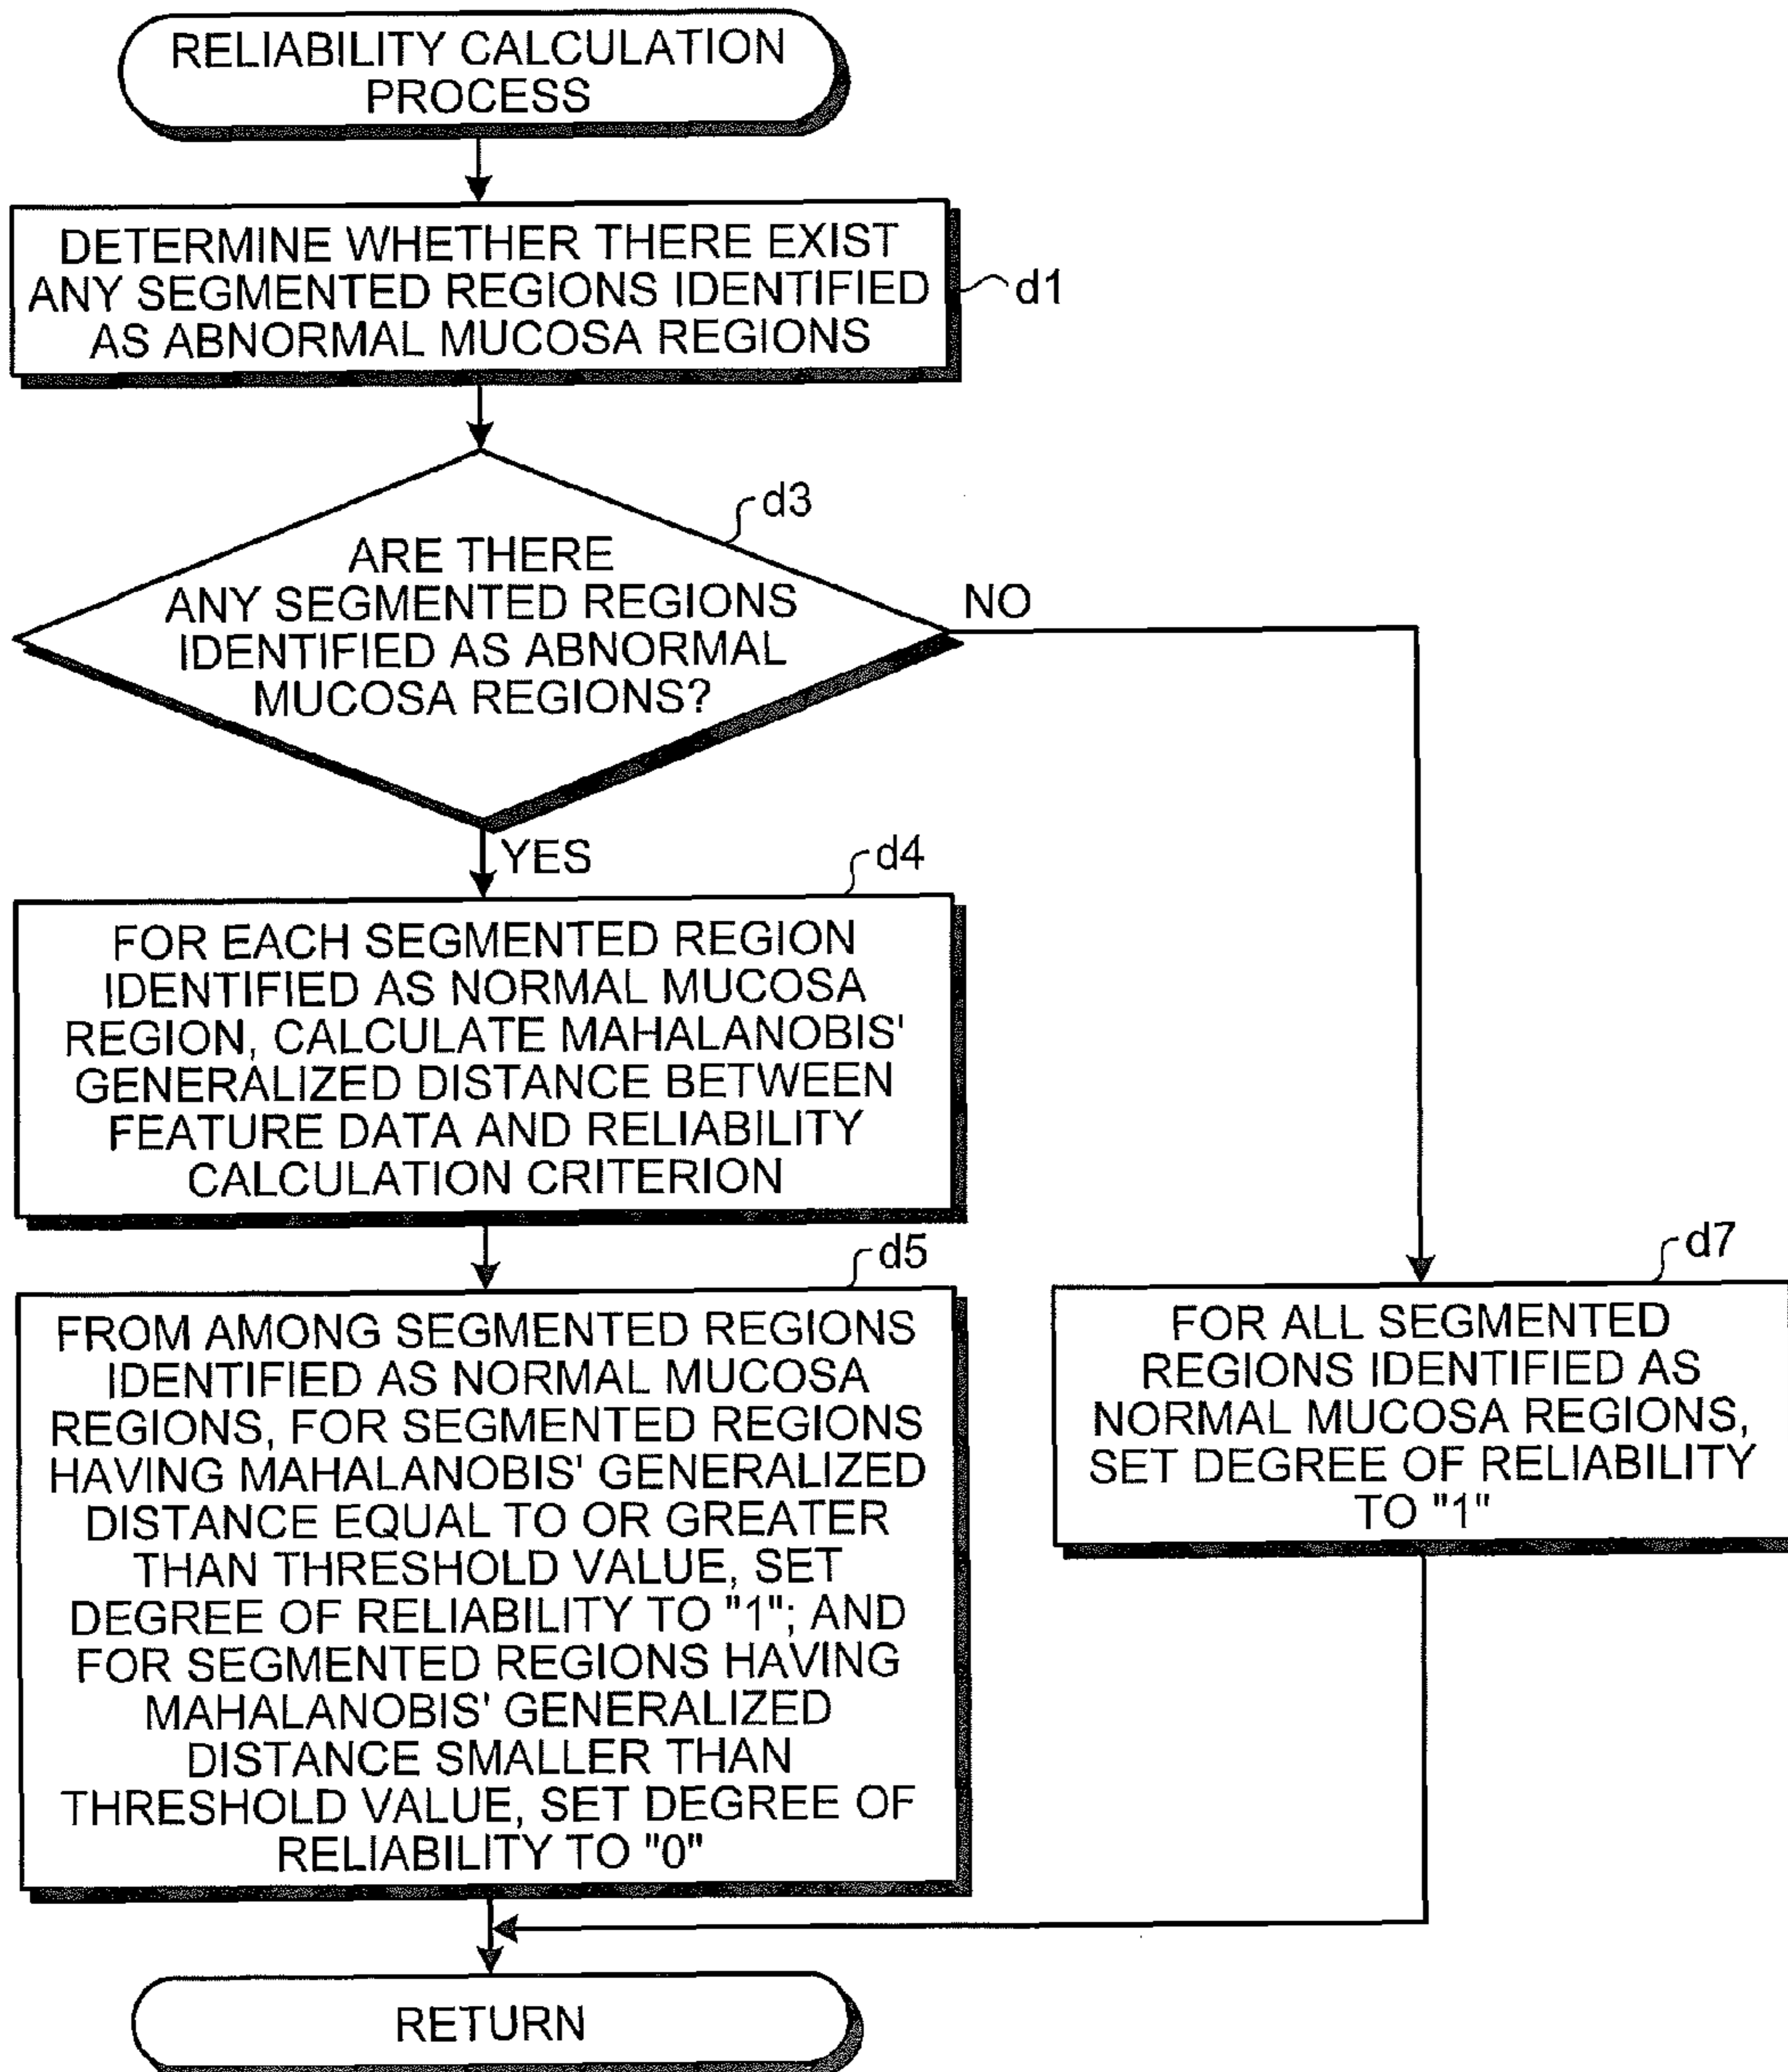 RELIABILITY CALCULATION
PROCESS
DETERMINE WHETHER THERE EXIST
ANY SEGMENTED REGIONS IDENTIFIED
AS ABNORMAL MUCOSA REGIONS
d1
d3
ARE THERE
ANY SEGMENTED REGIONS
IDENTIFIED AS ABNORMAL
MUCOSA REGIONS?
NO
YES
d4
FOR EACH SEGMENTED REGION
IDENTIFIED AS NORMAL MUCOSA
REGION, CALCULATE MAHALANOBIS'
GENERALIZED DISTANCE BETWEEN
FEATURE DATA AND RELIABILITY
CALCULATION CRITERION
d5
FROM AMONG SEGMENTED REGIONS
IDENTIFIED AS NORMAL MUCOSA
REGIONS, FOR SEGMENTED REGIONS
HAVING MAHALANOBIS' GENERALIZED
DISTANCE EQUAL TO OR GREATER
THAN THRESHOLD VALUE, SET
DEGREE OF RELIABILITY TO "1"; AND
FOR SEGMENTED REGIONS HAVING
MAHALANOBIS' GENERALIZED
DISTANCE SMALLER THAN
THRESHOLD VALUE, SET DEGREE OF
RELIABILITY TO "0"
d7
FOR ALL SEGMENTED
REGIONS IDENTIFIED AS
NORMAL MUCOSA REGIONS,
SET DEGREE OF RELIABILITY
TO "1"
RETURN